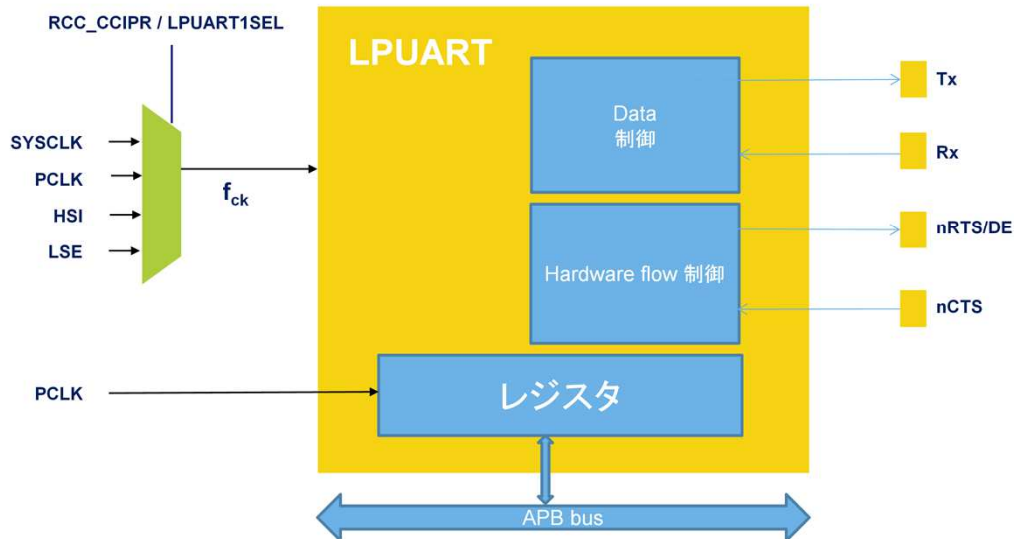 RCC_CCIPR / LPUART1SEL
LPUART
SYSCLK
PCLK
HSI
LSE
fck
Data
制御
Tx
Rx
Hardware flow 制御
nRTS/DE
nCTS
PCLK
レジスタ
APB bus